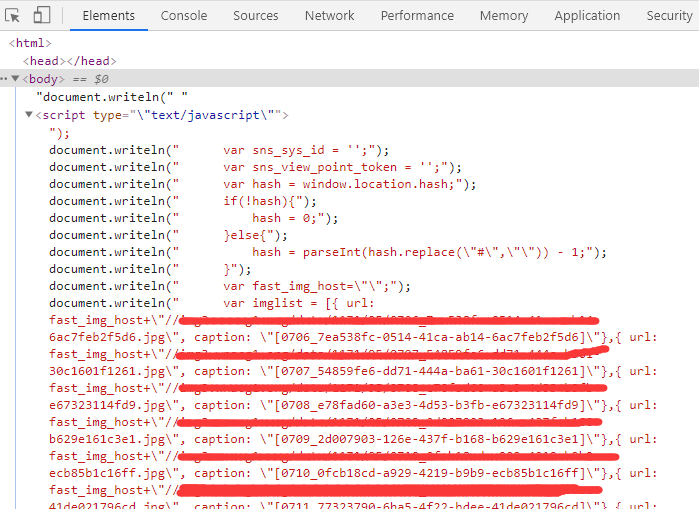 Elements Console Sources Network Performance Memory Application Security
<html>
<head></head>
<body> == $0
"document.writeln(" "
<script type="\"text/javascript\"">
");
document.writeln("      var sns_sys_id = '';");
document.writeln("      var sns_view_point_token = '';");
document.writeln("      var hash = window.location.hash;");
document.writeln("      if(!hash){");
document.writeln("          hash = 0;");
document.writeln("      }else{");
document.writeln("          hash = parseInt(hash.replace(\"#\",\"\")) - 1;");
document.writeln("      }");
document.writeln("      var fast_img_host=\"\";");
document.writeln("      var imglist = [{ url:
fast_img_host+\"//
6ac7feb2f5d6.jpg\", caption: \"[0706_7ea538fc-0514-41ca-ab14-6ac7feb2f5d6]\"},{ url:
fast_img_host+\"//
30c1601f1261.jpg\", caption: \"[0707_54859fe6-dd71-444a-ba61-30c1601f1261]\"},{ url:
fast_img_host+\"//
e67323114fd9.jpg\", caption: \"[0708_e78fad60-a3e3-4d53-b3fb-e67323114fd9]\"},{ url:
fast_img_host+\"//
b629e161c3e1.jpg\", caption: \"[0709_2d007903-126e-437f-b168-b629e161c3e1]\"},{ url:
fast_img_host+\"//
ecb85b1c16ff.jpg\", caption: \"[0710_0fcb18cd-a929-4219-b9b9-ecb85b1c16ff]\"},{ url:
fast_img_host+\"//
41de021796cd.jpg\", caption: \"[0711_77323790-6ba5-4f22-bdee-41de021796cd]\"},{ url: